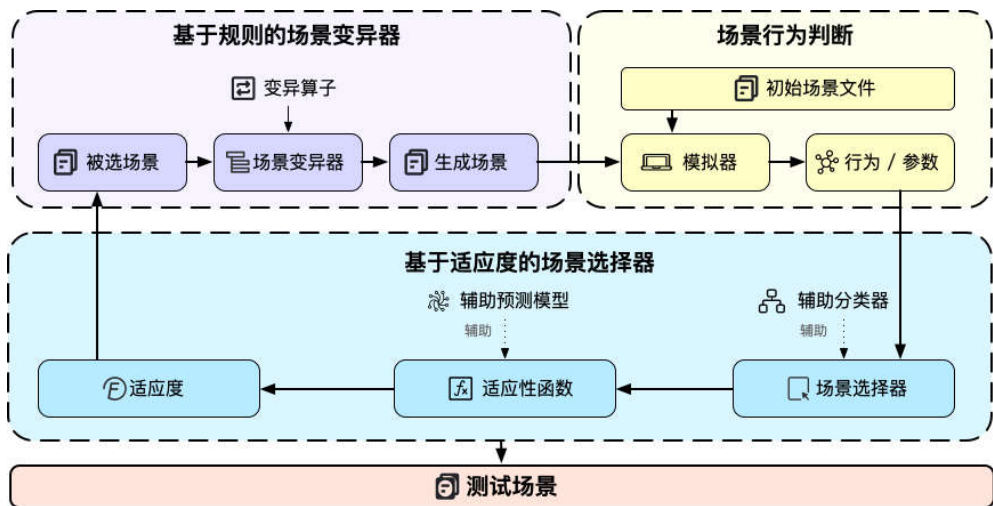 基于规则的场景变异器
变异算子
被选场景
场景变异器
生成场景
场景行为判断
初始场景文件
模拟器
行为 / 参数
基于适应度的场景选择器
辅助预测模型
辅助
辅助分类器
辅助
适应度
适应性函数
场景选择器
测试场景